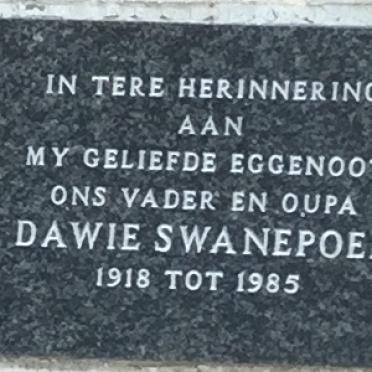 IN TERE HERINNERING
AAN
MY GELIEFDE EGGENOOT
ONS VADER EN OUPA
DAWIE SWANEPOEL
1918 TOT 1985